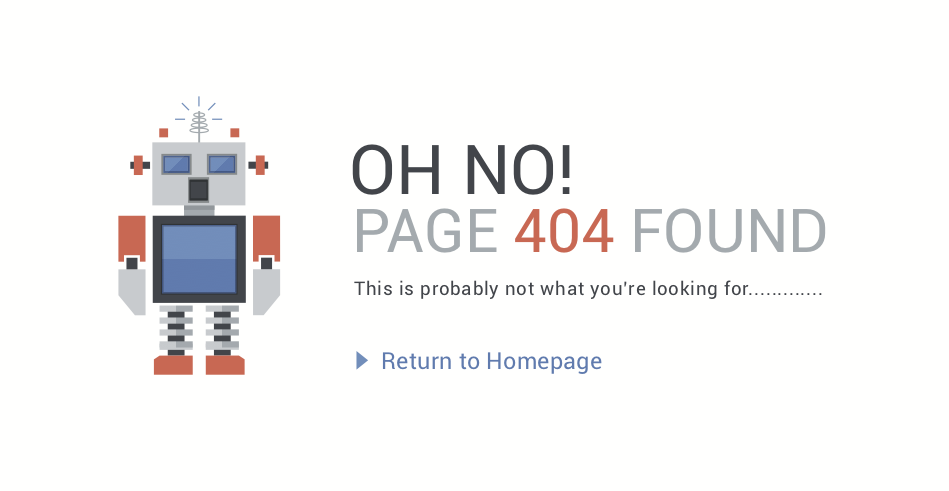 OH NO!
PAGE 404 FOUND
This is probably not what you're looking for.............
Return to Homepage